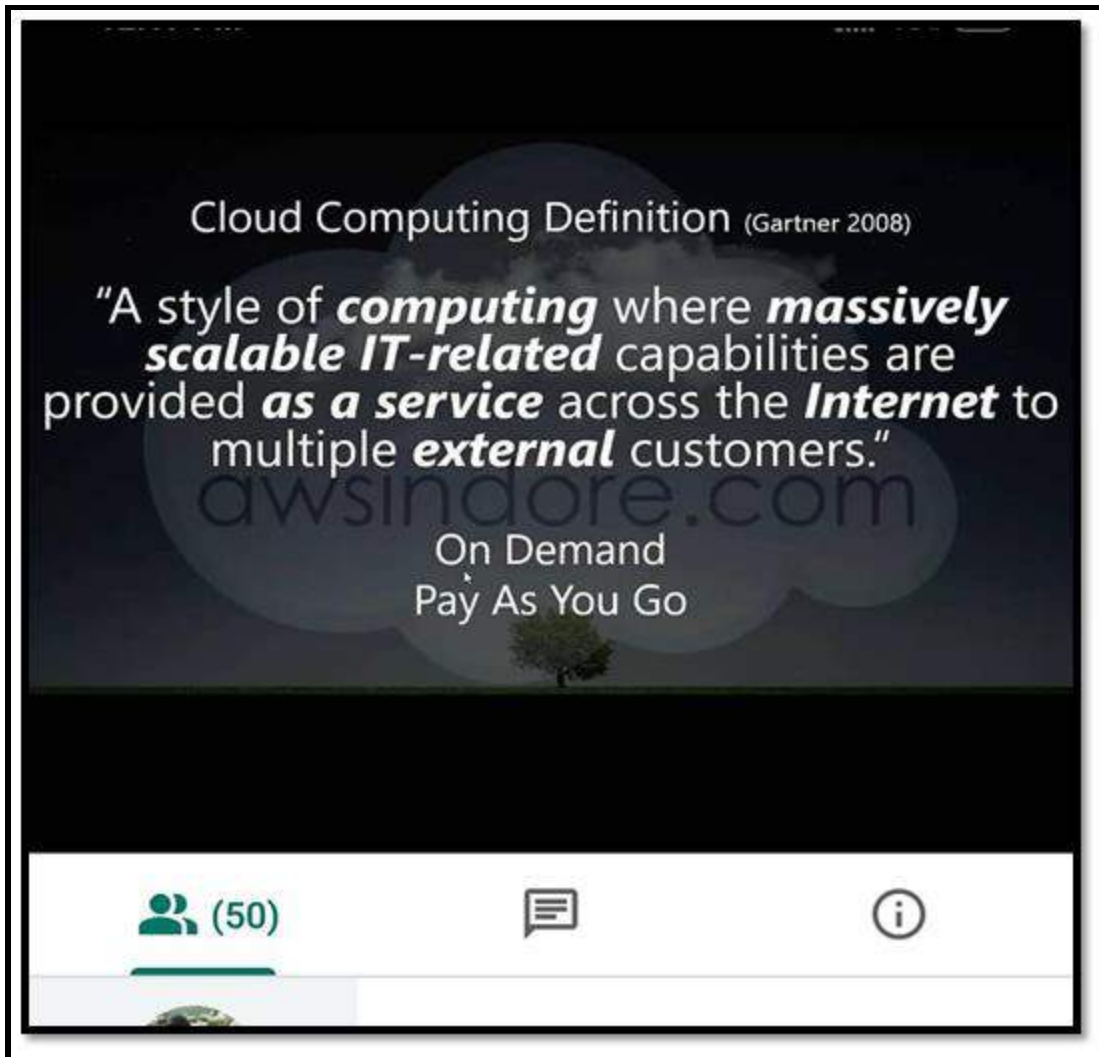 Cloud Computing Definition (Gartner 2008)
"A style of computing where massively
scalable IT-related capabilities are
provided as a service across the Internet to
multiple external customers."
awsindore.com
On Demand
Pay As You Go
(50)